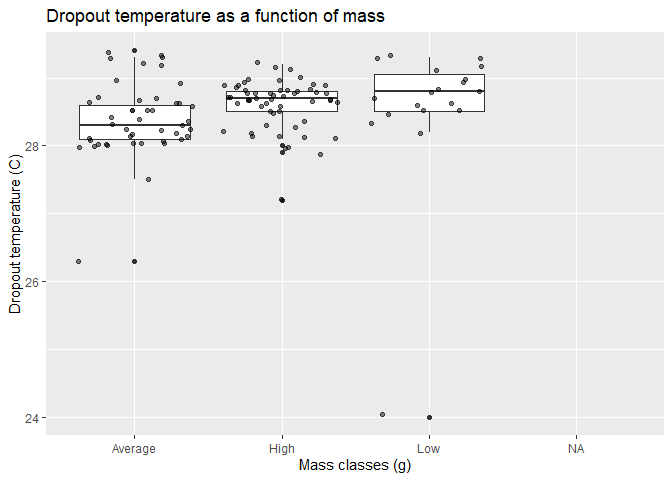 Dropout temperature as a function of mass
Dropout temperature (C)
28
26
24
Average High Low NA
Mass classes (g)